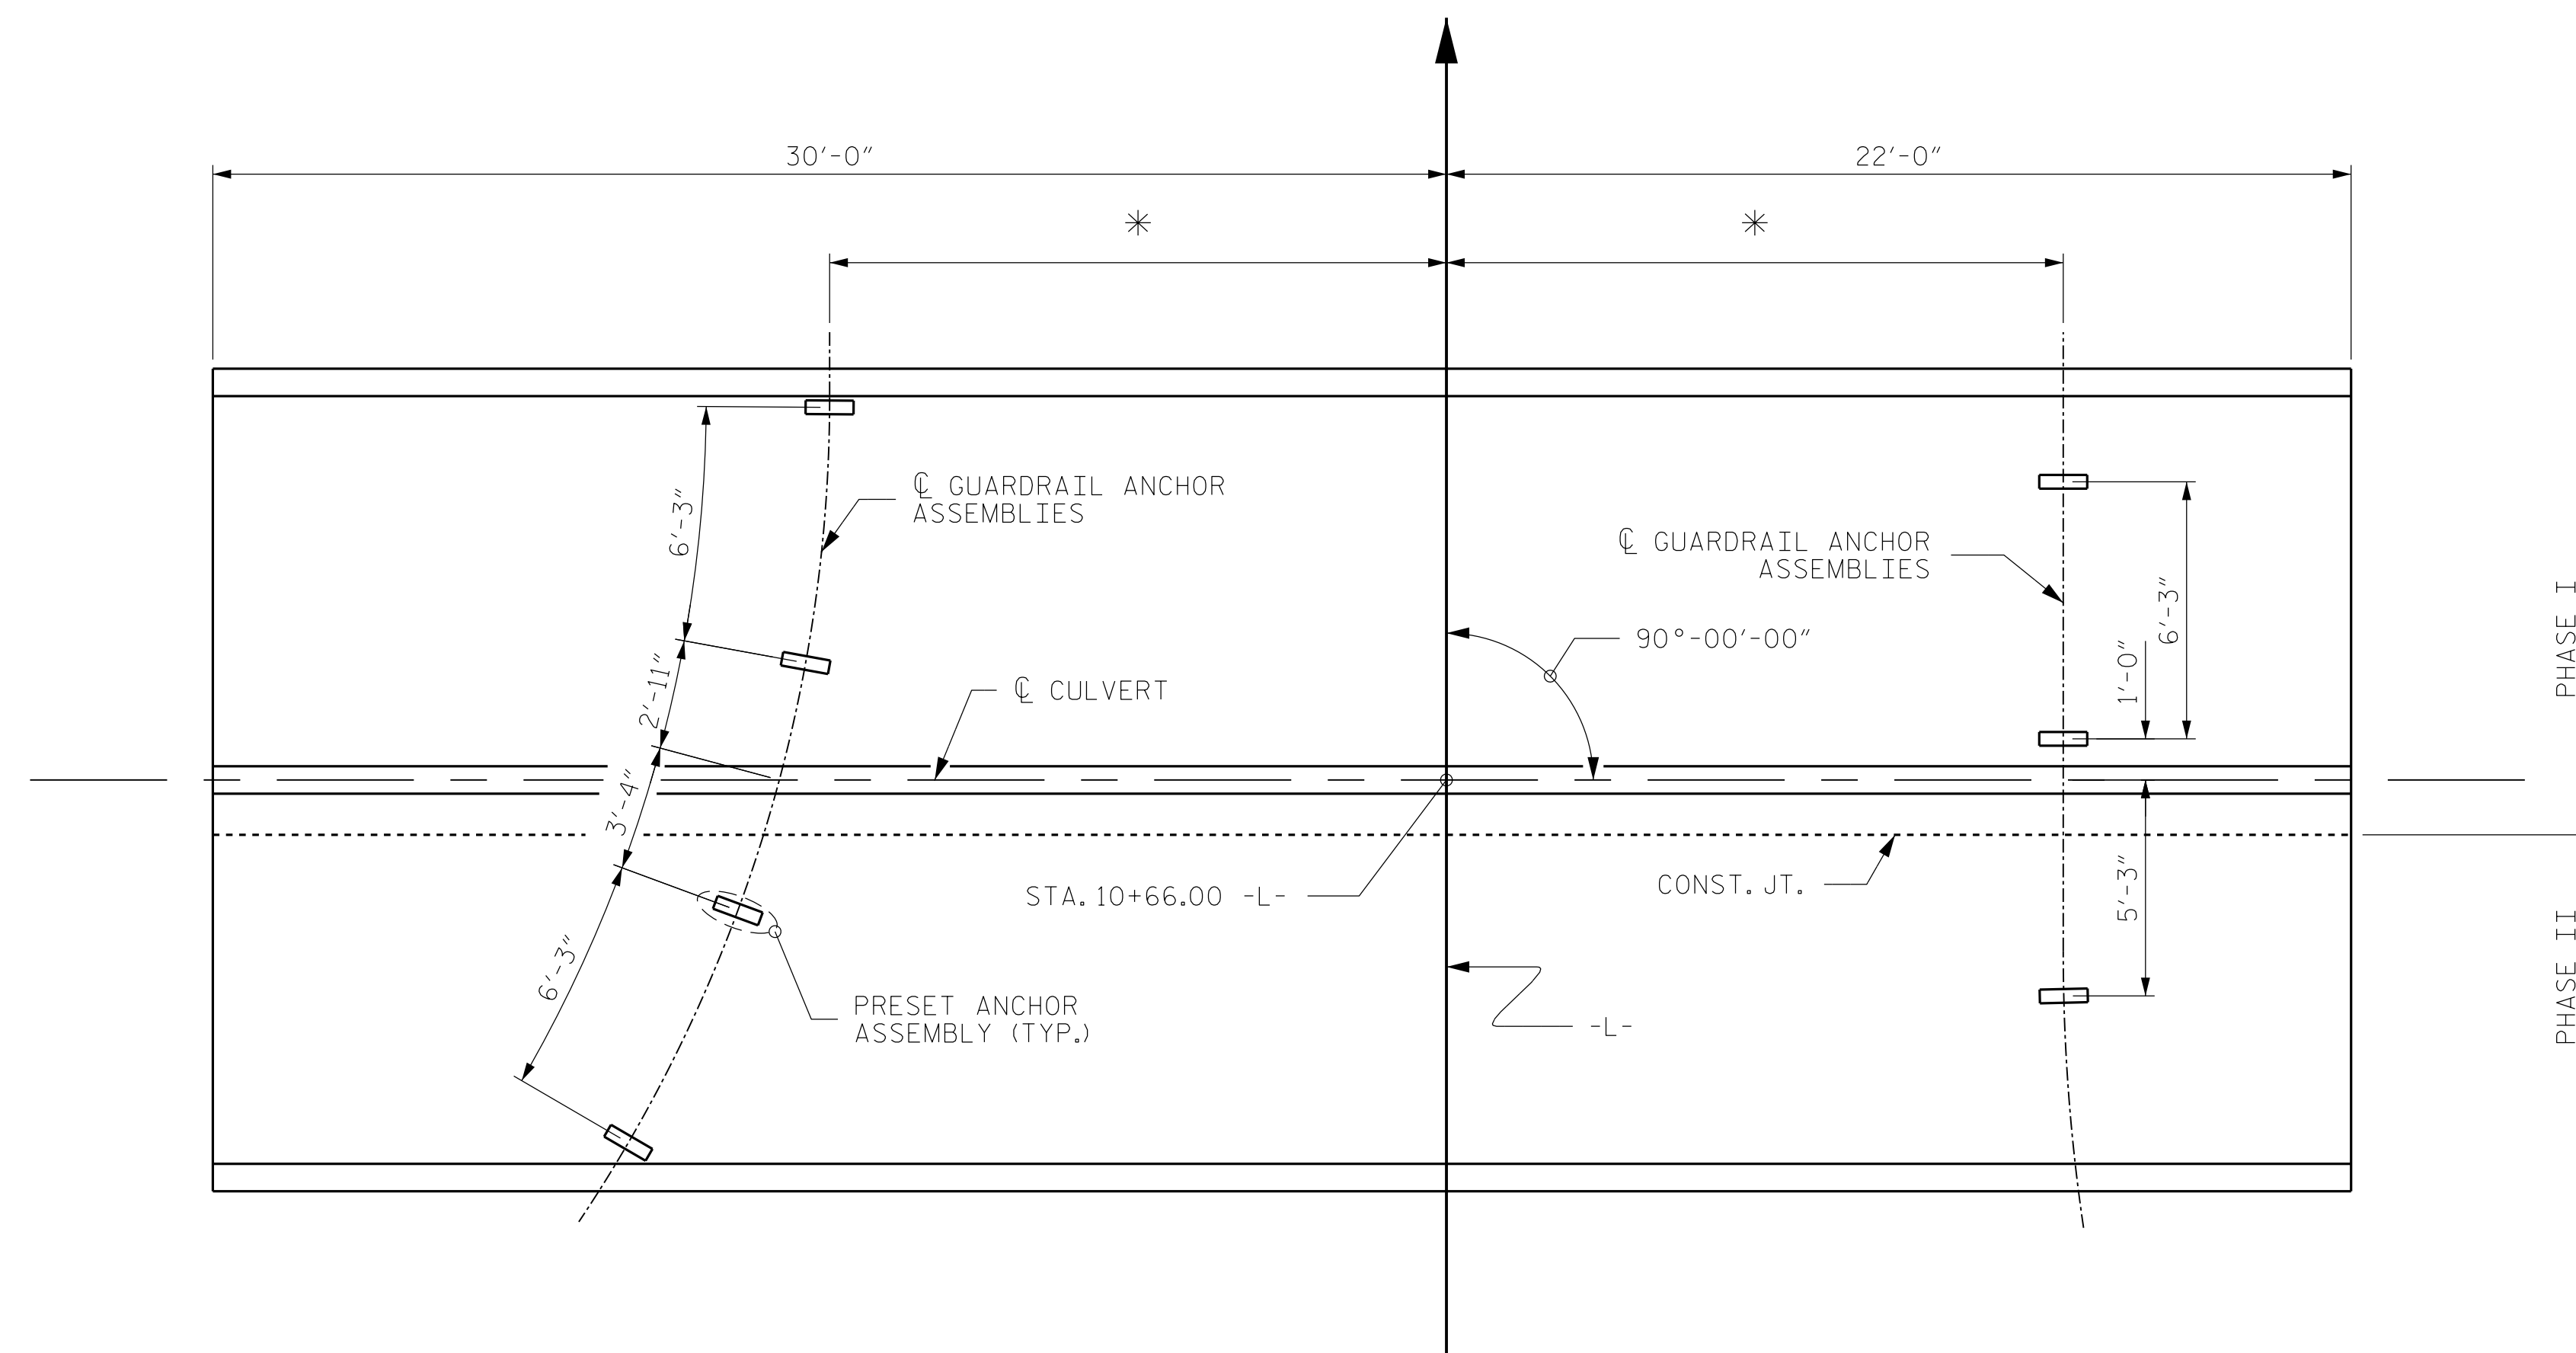 30'-0"
22'-0"
*
*
6'-3"
℄ GUARDRAIL ANCHOR
ASSEMBLIES
℄ GUARDRAIL ANCHOR
ASSEMBLIES
6'-3"
1'-0"
PHASE I
90°-00'-00"
2'-11"
℄ CULVERT
3'-4"
STA. 10+66.00 -L-
CONST. JT.
5'-3"
PHASE II
6'-3"
PRESET ANCHOR
ASSEMBLY (TYP.)
-L-